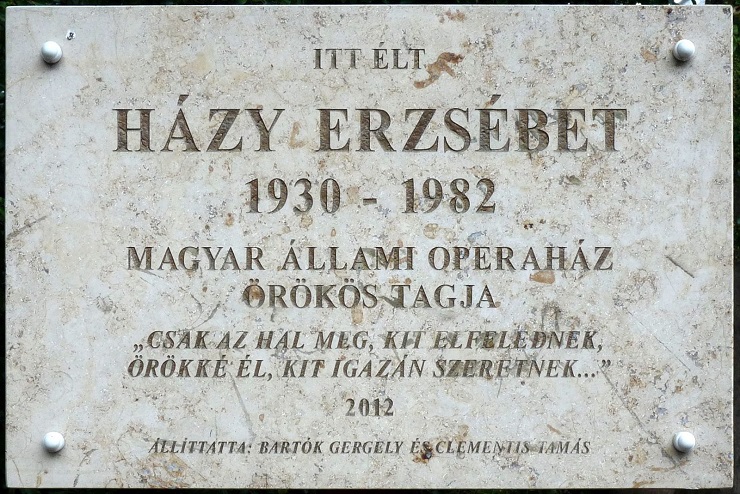 ITT ÉLT
HÁZY ERZSÉBET
1930 - 1982
MAGYAR ÁLLAMI OPERAHÁZ
ÖRÖKÖS TAGJA
„CSAK AZ HAL MEG, KIT ELFELEDNEK,
ÖRÖKKÉ ÉL, KIT IGAZÁN SZERETNEK..."
2012
ÁLLÍTTATTA: BARTÓK GERGELY ÉS CLEMENTIS TAMÁS